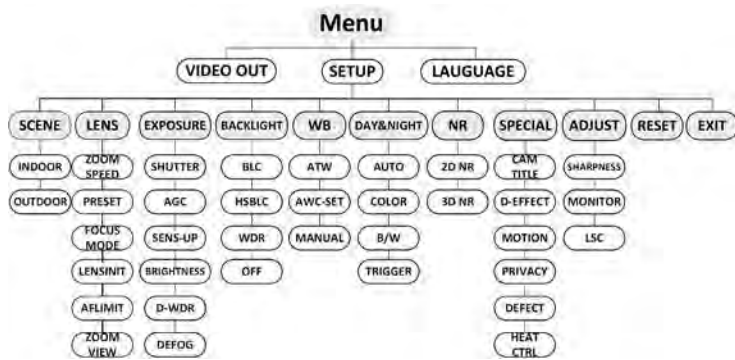 Menu
VIDEO OUT SETUP LAUGUAGE
SCENE LENS EXPOSURE BACKLIGHT WB DAY&NIGHT NR SPECIAL ADJUST RESET EXIT
INDOOR
OUTDOOR
ZOOM
SPEED
PRESET
FOCUS
MODE
LENSINIT
AFLIMIT
ZOOM
VIEW
SHUTTER
AGC
SENS-UP
BRIGHTNESS
D-WDR
DEFOG
BLC
HSBLC
WDR
OFF
ATW
AWC-SET
MANUAL
AUTO
COLOR
B/W
TRIGGER
2D NR
3D NR
CAM
TITLE
D-EFFECT
MOTION
PRIVACY
DEFECT
HEAT
CTRL
SHARPNESS
MONITOR
LSC